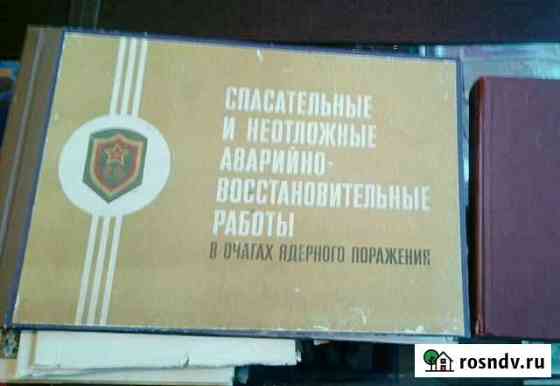 СПАСАТЕЛЬНЫЕ
И НЕОТЛОЖНЫЕ
АВАРИЙНО-
ВОССТАНОВИТЕЛЬНЫЕ
РАБОТЫ
В ОЧАГАХ ЯДЕРНОГО ПОРАЖЕНИЯ
rosndv.ru